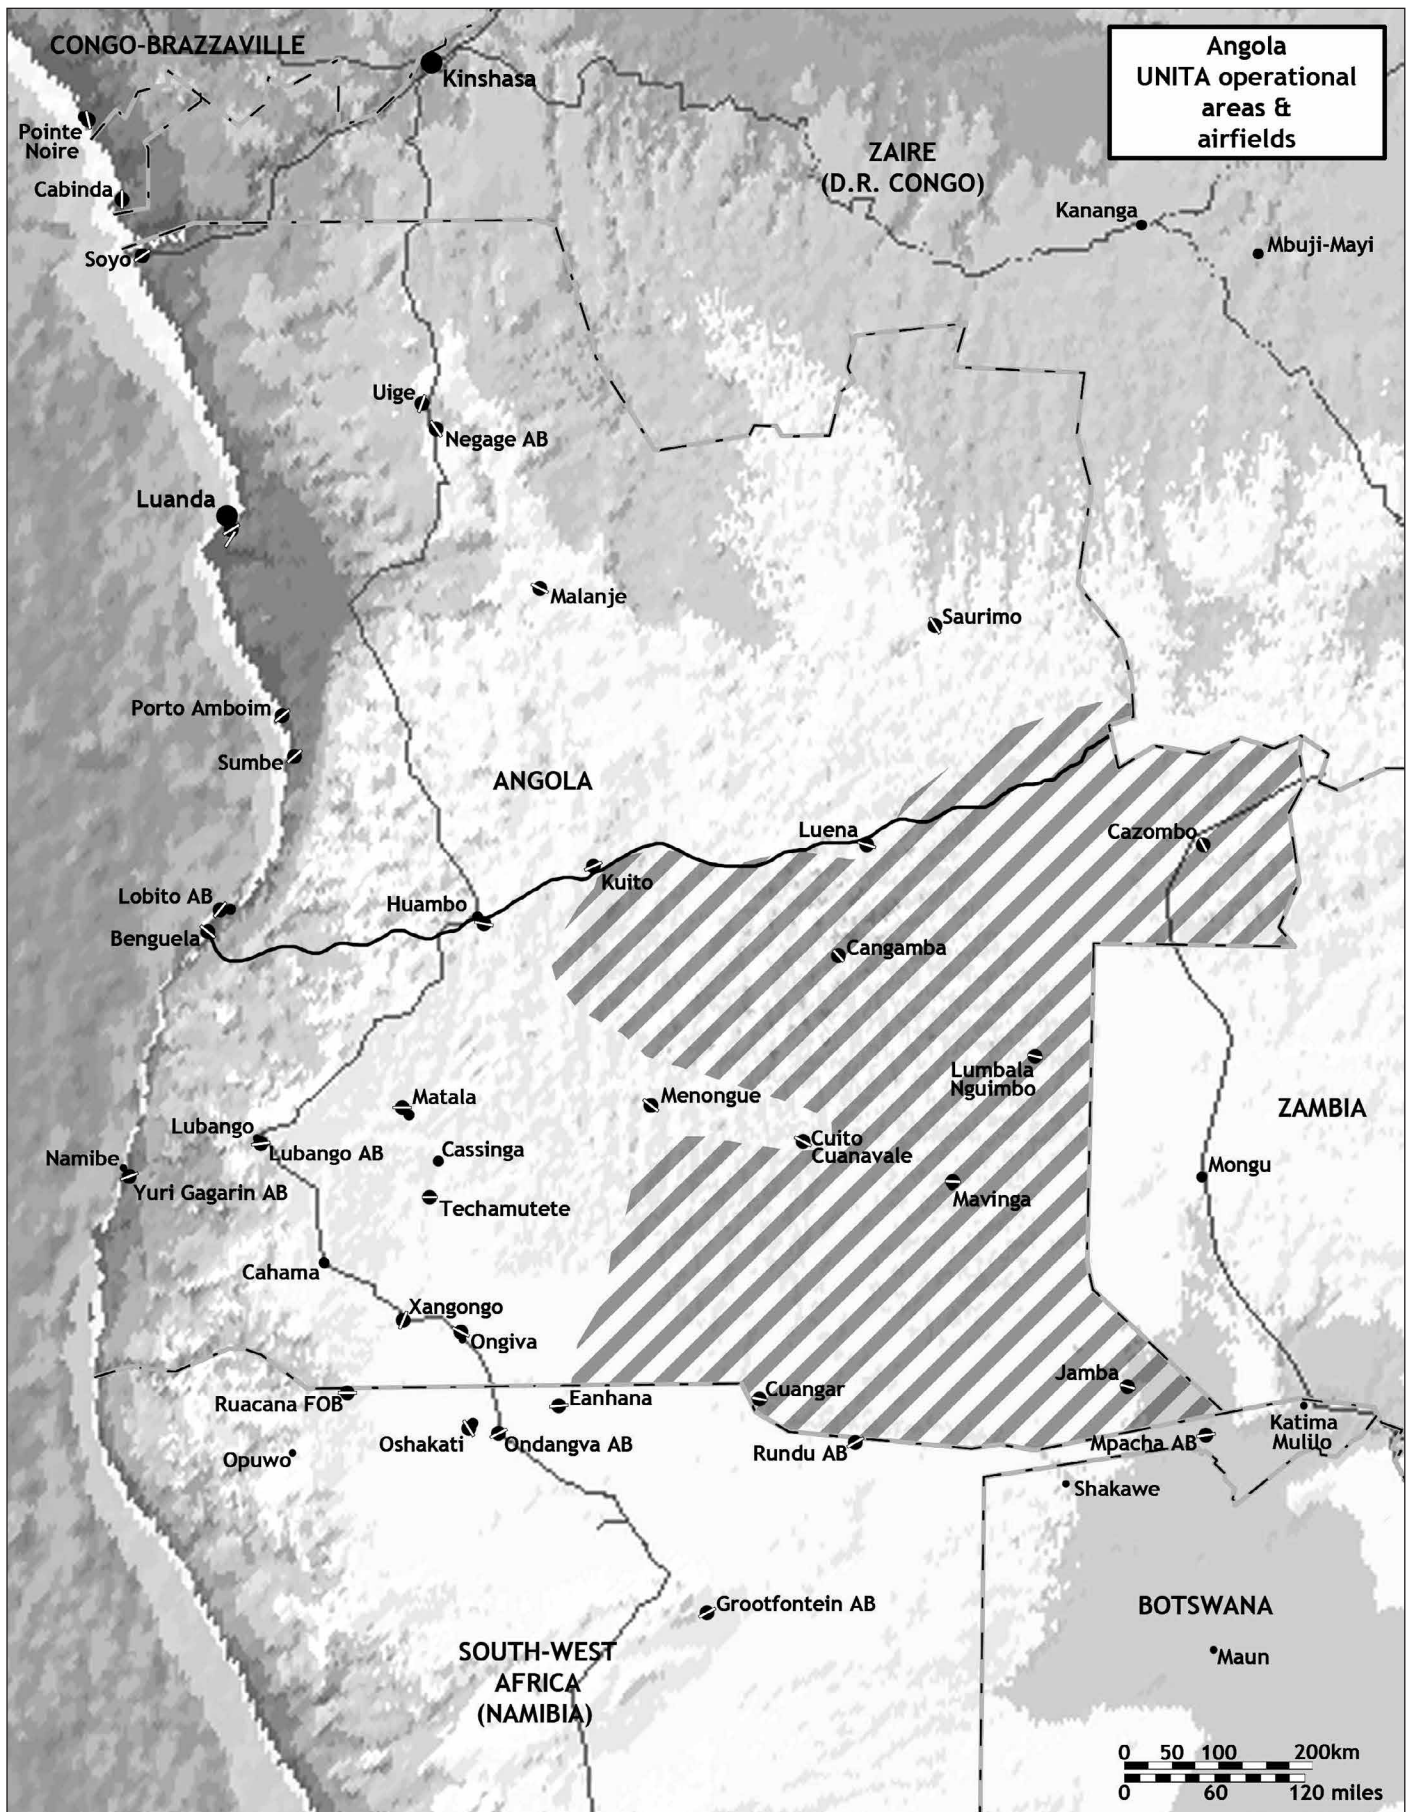 CONGO-BRAZZAVILLE
Kinshasa
Angola
UNITA operational
areas &
airfields
Pointe
Noire
ZAIRE
(D.R. CONGO)
Cabinda
Kananga
Mbuji-Mayi
Soyo
Uige
Negage AB
Luanda
Malanje
Saurimo
Porto Amboim
Sumbe
ANGOLA
Luena
Cazombo
Kuito
Lobito AB
Huambo
Benguela
Cangamba
Lumbala
Nguimbo
Matala
Menongue
ZAMBIA
Lubango
Lubango AB
Cassinga
Cuito
Cuanavale
Namibe
Yuri Gagarin AB
Mongu
Techamutete
Mavinga
Cahama
Xangongo
Ongiva
Jamba
Ruacana FOB
Eanhana
Cuangar
Katima
Mulilo
Oshakati
Ondangva AB
Rundu AB
Mpacha AB
Opuwo
Shakawe
Grootfontein AB
BOTSWANA
SOUTH-WEST
AFRICA
(NAMIBIA)
Maun
0 50 100 200km
0 60 120 miles